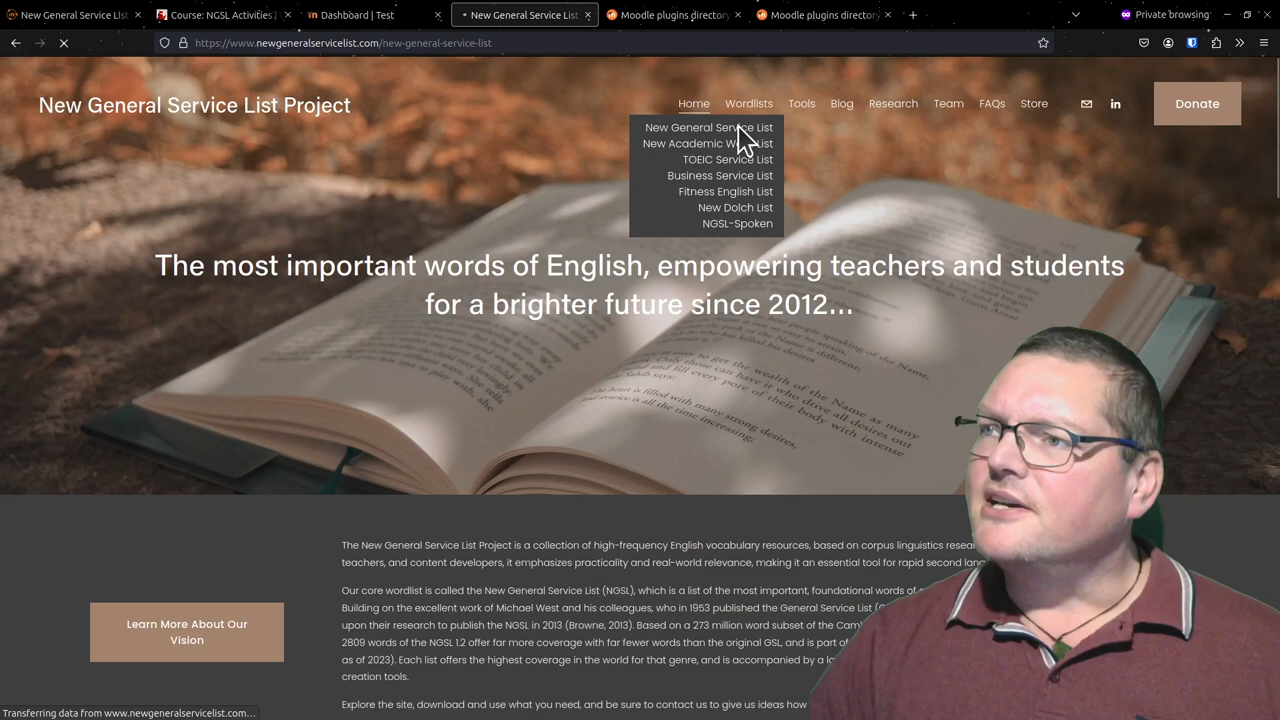 New General Service List
Course: NGSL Activities
Dashboard | Test
New General Service List
Moodle plugins directory
Moodle plugins directory
Private browsing
https://www.newgeneralservicelist.com/new-general-service-list
New General Service List Project
Home Wordlists Tools Blog Research Team FAQs Store
in
Donate
New General Service List
New Academic W List
TOEIC Service List
Business Service List
Fitness English List
New Dolch List
NGSL-Spoken
The most important words of English, empowering teachers and students
for a brighter future since 2012...
The New General Service List Project is a collection of high-frequency English vocabulary resources, based on corpus linguistics
teachers, and content developers, it emphasizes practicality and real-world relevance, making it an essential tool for rapid second
Our core wordlist is called the New General Service List (NGSL), which is a list of the most important, foundational words of
Building on the excellent work of Michael West and his colleagues, who in 1953 published the General Service List
upon their research to publish the NGSL in 2013 (Browne, 2013). Based on a 273 million word subset of the
2809 words of the NGSL 1.2 offer far more coverage with far fewer words than the original GSL, and is part of
as of 2023). Each list offers the highest coverage in the world for that genre, and is accompanied by a
creation tools.
Explore the site, download and use what you need, and be sure to contact us to give us ideas how
Learn More About Our
Vision
Transferring data from www.newgeneralservicelist.com...